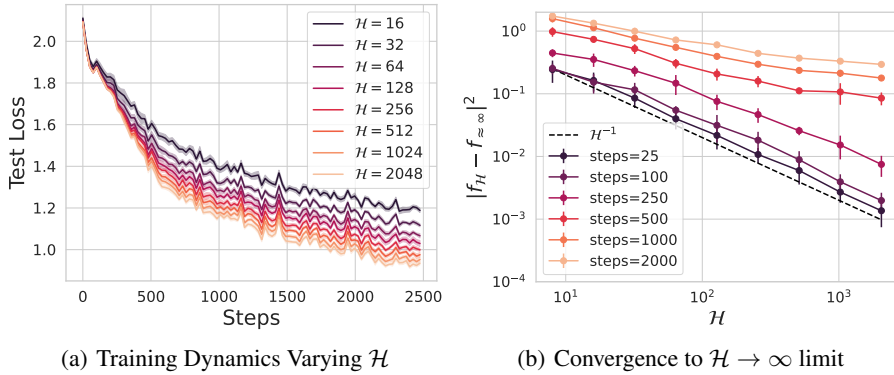 2.0
1.8
1.6
1.4
1.2
1.0
Test Loss
0
500
1000
1500
2000
2500
Steps
ℋ = 16
ℋ = 32
ℋ = 64
ℋ = 128
ℋ = 256
ℋ = 512
ℋ = 1024
ℋ = 2048
(a) Training Dynamics Varying ℋ
10⁰
10⁻¹
10⁻²
10⁻³
10⁻⁴
|f_ℋ − f_≈∞|²
10¹
10²
10³
ℋ
ℋ⁻¹
steps=25
steps=100
steps=250
steps=500
steps=1000
steps=2000
(b) Convergence to ℋ → ∞ limit